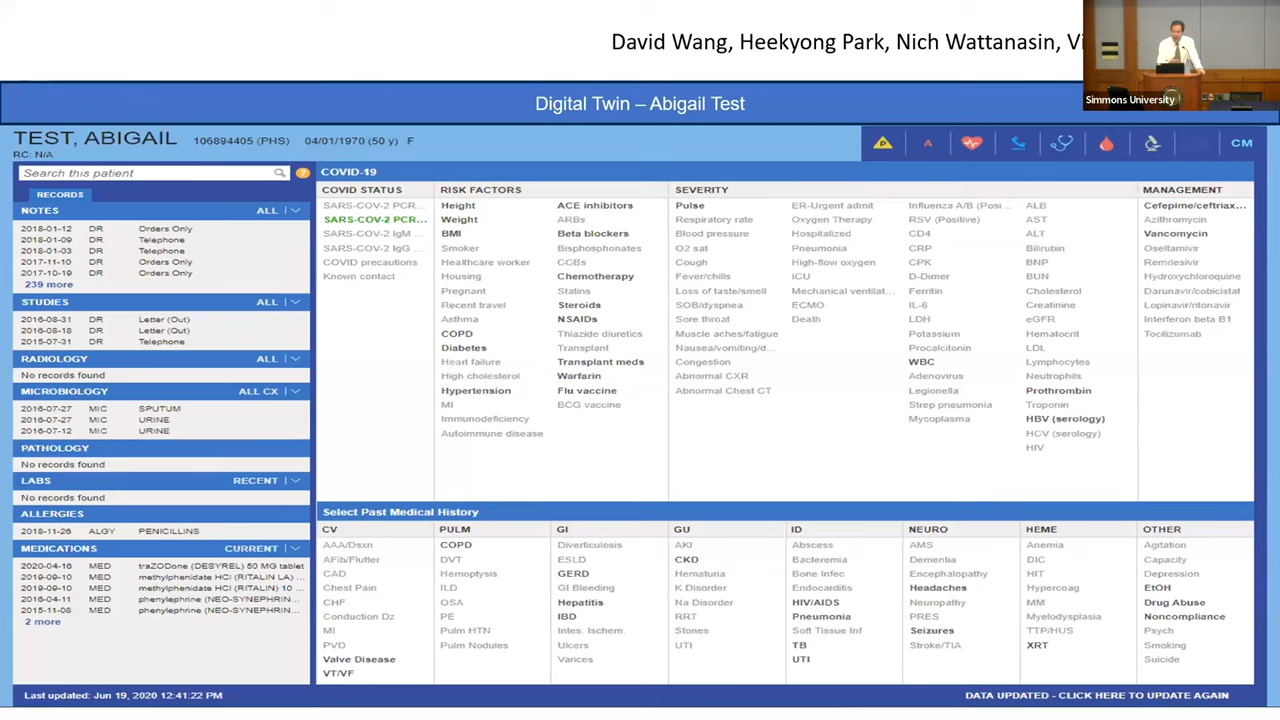 David Wang, Heekyong Park, Nich Wattanasin, Vi
Simmons University
Digital Twin – Abigail Test
TEST, ABIGAIL 106894405 (PHS) 04/01/1970 (50 y) F
RC: N/A
P A CM
Search this patient
?
RECORDS
NOTES ALL
2018-01-12 DR Orders Only
2018-01-09 DR Telephone
2018-01-03 DR Telephone
2017-11-10 DR Orders Only
2017-10-19 DR Orders Only
239 more
STUDIES ALL
2016-08-31 DR Letter (Out)
2016-08-18 DR Letter (Out)
2015-07-31 DR Telephone
RADIOLOGY ALL
No records found
MICROBIOLOGY ALL CX
2016-07-27 MIC SPUTUM
2016-07-27 MIC URINE
2016-07-12 MIC URINE
PATHOLOGY
No records found
LABS RECENT
No records found
ALLERGIES
2018-11-26 ALGY PENICILLINS
MEDICATIONS CURRENT
2020-04-16 MED traZODone (DESYREL) 50 MG tablet
2019-09-10 MED methylphenidate HCl (RITALIN LA) ...
2019-09-10 MED methylphenidate HCl (RITALIN) 10 ...
2016-04-11 MED phenylephrine (NEO-SYNEPHRIN...
2015-11-08 MED phenylephrine (NEO-SYNEPHRIN...
2 more
COVID-19
COVID STATUS
SARS-COV-2 PCR...
SARS-COV-2 PCR...
SARS-COV-2 IgM ...
SARS-COV-2 IgG ...
COVID precautions
Known contact
RISK FACTORS
Height
Weight
BMI
Smoker
Healthcare worker
Housing
Pregnant
Recent travel
Asthma
COPD
Diabetes
Heart failure
High cholesterol
Hypertension
MI
Immunodeficiency
Autoimmune disease
ACE inhibitors
ARBs
Beta blockers
Bisphosphonates
CCBs
Chemotherapy
Statins
Steroids
NSAIDs
Thiazide diuretics
Transplant
Transplant meds
Warfarin
Flu vaccine
BCG vaccine
SEVERITY
Pulse
Respiratory rate
Blood pressure
O2 sat
Cough
Fever/chills
Loss of taste/smell
SOB/dyspnea
Sore throat
Muscle aches/fatigue
Nausea/vomiting/d...
Congestion
Abnormal CXR
Abnormal Chest CT
ER-Urgent admit
Oxygen Therapy
Hospitalized
Pneumonia
High-flow oxygen
ICU
Mechanical ventilat...
ECMO
Death
Influenza A/B (Posi...
RSV (Positive)
CD4
CRP
CPK
D-Dimer
Ferritin
IL-6
LDH
Potassium
Procalcitonin
WBC
Adenovirus
Legionella
Strep pneumonia
Mycoplasma
ALB
AST
ALT
Bilirubin
BNP
BUN
Cholesterol
Creatinine
eGFR
Hematocrit
LDL
Lymphocytes
Neutrophils
Prothrombin
Troponin
HBV (serology)
HCV (serology)
HIV
MANAGEMENT
Cefepime/ceftriax...
Azithromycin
Vancomycin
Oseltamivir
Remdesivir
Hydroxychloroquine
Darunavir/cobicistat
Lopinavir/ritonavir
Interferon beta B1
Tocilizumab
Select Past Medical History
CV
AAA/Dsxn
AFib/Flutter
CAD
Chest Pain
CHF
Conduction Dz
MI
PVD
Valve Disease
VT/VF
PULM
COPD
DVT
Hemoptysis
ILD
OSA
PE
Pulm HTN
Pulm Nodules
GI
Diverticulosis
ESLD
GERD
GI Bleeding
Hepatitis
IBD
Intes. Ischem.
Ulcers
Varices
GU
AKI
CKD
Hematuria
K Disorder
Na Disorder
RRT
Stones
UTI
ID
Abscess
Bacteremia
Bone Infec
Endocarditis
HIV/AIDS
Pneumonia
Soft Tissue Inf
TB
UTI
NEURO
AMS
Dementia
Encephalopathy
Headaches
Neuropathy
PRES
Seizures
Stroke/TIA
HEME
Anemia
DIC
HIT
Hypercoag
MM
Myelodysplasia
TTP/HUS
XRT
OTHER
Agitation
Capacity
Depression
EtOH
Drug Abuse
Noncompliance
Psych
Smoking
Suicide
Last updated: Jun 19, 2020 12:41:22 PM
DATA UPDATED - CLICK HERE TO UPDATE AGAIN